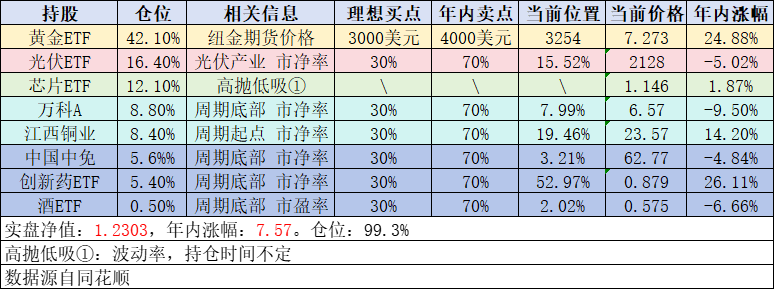 持股 仓位 相关信息 理想买点 年内卖点 当前位置 当前价格 年内涨幅
黄金ETF 42.10% 纽金期货价格 3000美元 4000美元 3254 7.273 24.88%
光伏ETF 16.40% 光伏产业 市净率 30% 70% 15.52% 2128 -5.02%
芯片ETF 12.10% 高抛低吸① \ \ \ 1.146 1.87%
万科A 8.80% 周期底部 市净率 30% 70% 7.99% 6.57 -9.50%
江西铜业 8.40% 周期起点 市净率 30% 70% 19.46% 23.57 14.20%
中国中免 5.6%% 周期底部 市净率 30% 70% 3.21% 62.77 -4.84%
创新药ETF 5.40% 周期底部 市净率 30% 70% 52.97% 0.879 26.11%
酒ETF 0.50% 周期底部 市盈率 30% 70% 2.02% 0.575 -6.66%
实盘净值：1.2303，年内涨幅：7.57。仓位：99.3%
高抛低吸①：波动率，持仓时间不定
数据源自同花顺